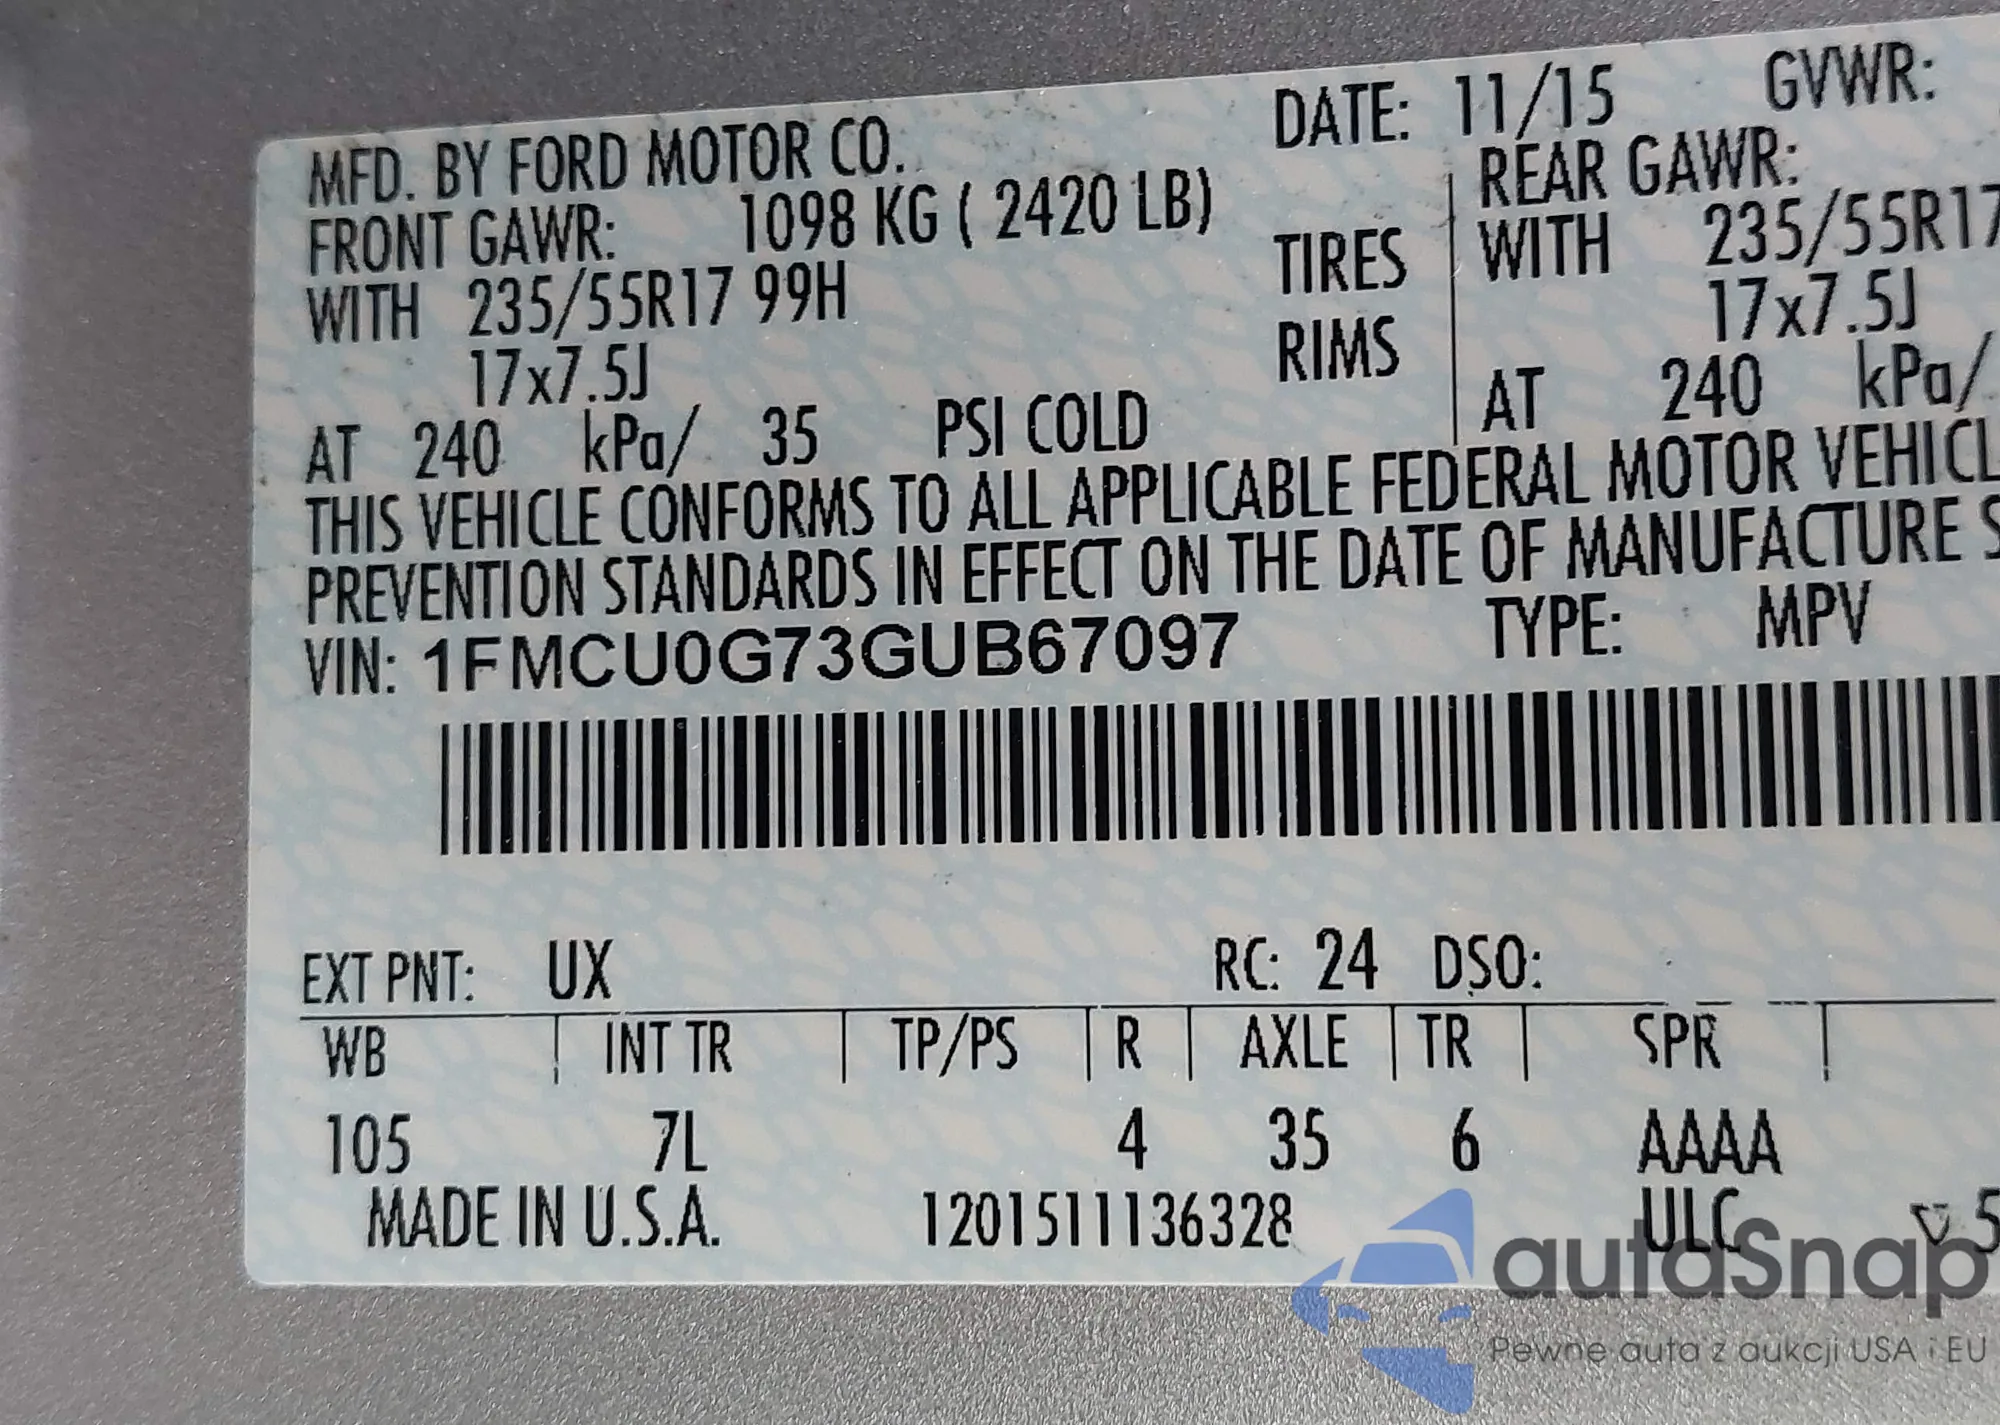 MFD. BY FORD MOTOR CO. DATE: 11/15 GVWR:
FRONT GAWR: 1098 KG ( 2420 LB) REAR GAWR:
WITH 235/55R17 99H TIRES WITH 235/55R17
17x7.5J RIMS 17x7.5J
AT 240 kPa/ 35 PSI COLD AT 240 kPa/
THIS VEHICLE CONFORMS TO ALL APPLICABLE FEDERAL MOTOR VEHICL
PREVENTION STANDARDS IN EFFECT ON THE DATE OF MANUFACTURE S
VIN: 1FMCU0G73GUB67097 TYPE: MPV
EXT PNT: UX RC: 24 DSO:
WB INT TR TP/PS R AXLE TR SPR
105 7L 4 35 6 AAAA
MADE IN U.S.A. 1201511136328 ULC 5
autoSnap
Pewne auta z aukcji USA i EU